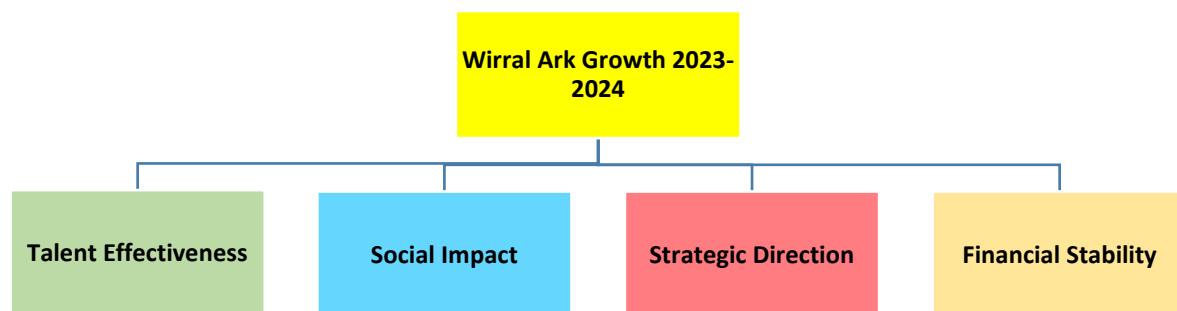 Wirral Ark Growth 2023-
2024
Talent Effectiveness
Social Impact
Strategic Direction
Financial Stability